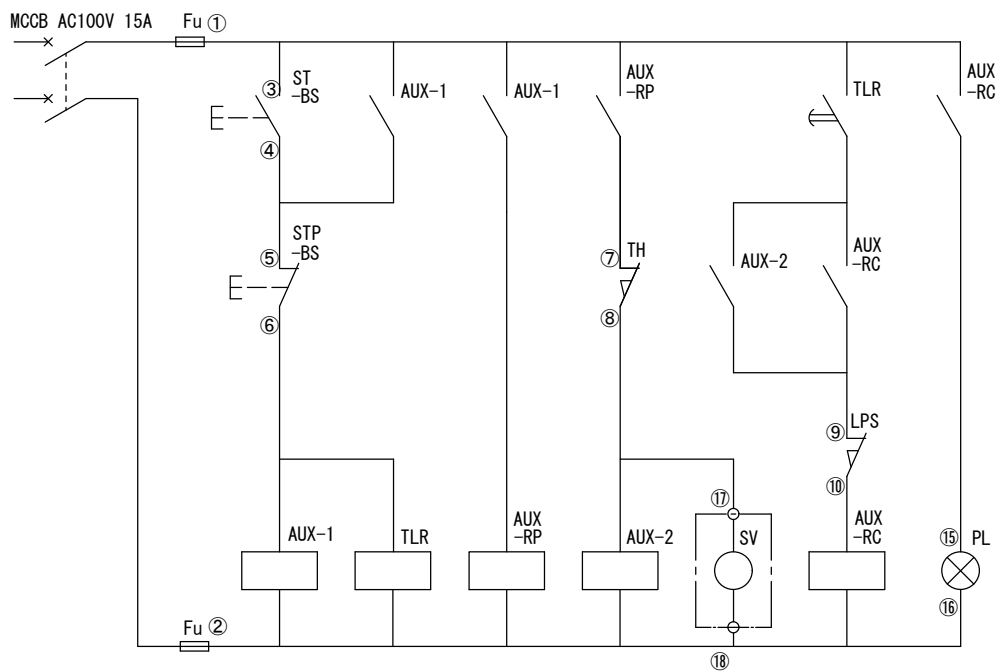 MCCB AC100V 15A
Fu ①
③ ST
-BS
AUX-1
AUX-1
AUX
-RP
TLR
AUX
-RC
④
⑤ STP
-BS
⑦ TH
AUX-2
AUX
-RC
⑥
⑧
⑨ LPS
⑩
⑰
AUX-1
TLR
AUX
-RP
AUX-2
SV
AUX
-RC
⑮ PL
⑯
Fu ②
⑱